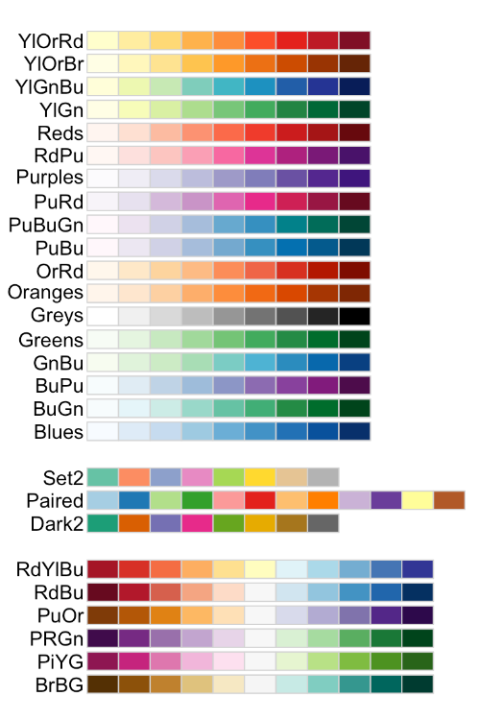 YlOrRd
YlOrBr
YlGnBu
YlGn
Reds
RdPu
Purples
PuRd
PuBuGn
PuBu
OrRd
Oranges
Greys
Greens
GnBu
BuPu
BuGn
Blues
Set2
Paired
Dark2
RdYlBu
RdBu
PuOr
PRGn
PiYG
BrBG